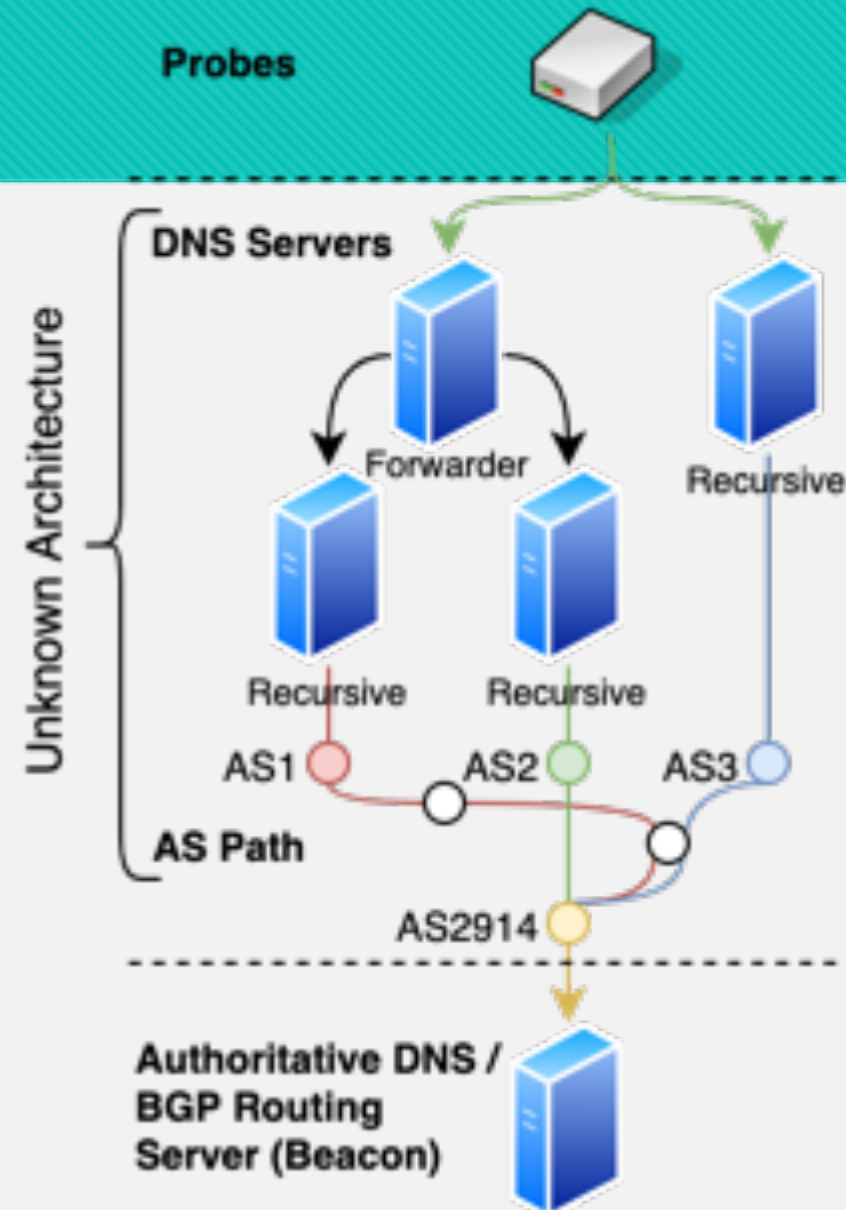 Probes
DNS Servers
Unknown Architecture
Forwarder
Recursive
Recursive
Recursive
AS1
AS2
AS3
AS Path
AS2914
Authoritative DNS /
BGP Routing
Server (Beacon)